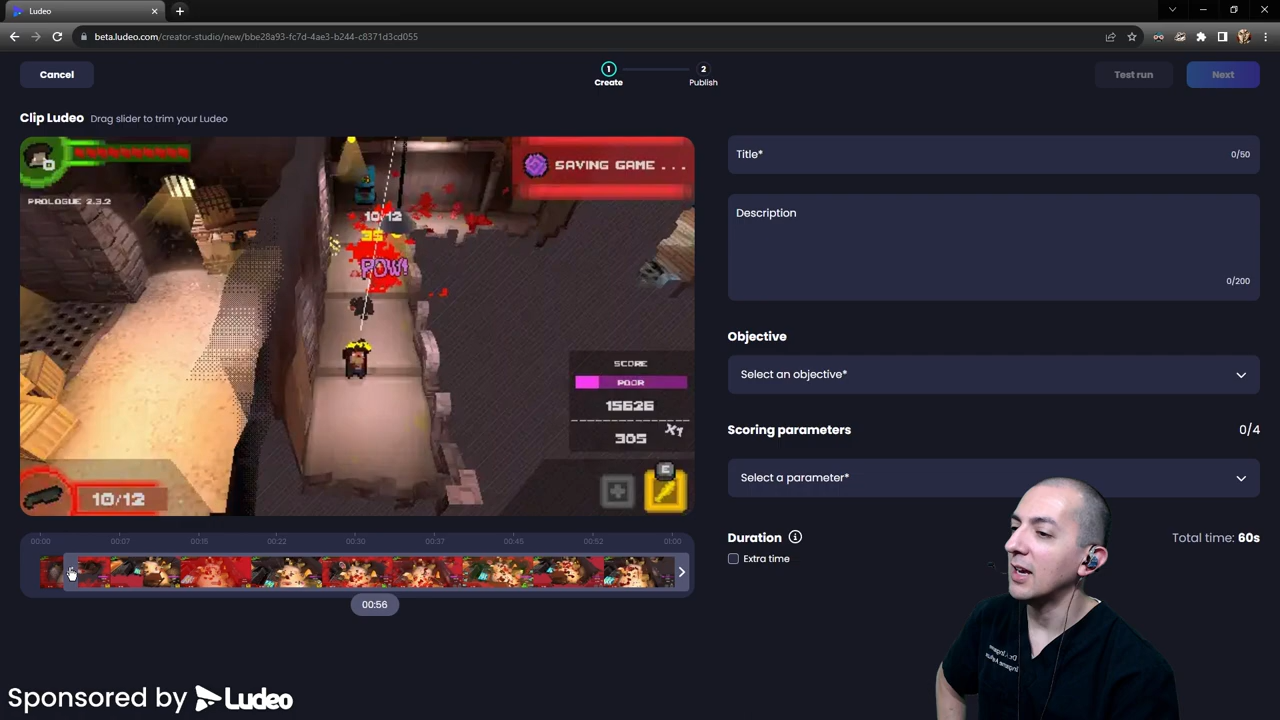 Ludeo
beta.ludeo.com/creator-studio/new/bbe28a93-fc7d-4ae3-b244-c8371d3cd055
Cancel
1
Create
2
Publish
Test run
Next
Clip Ludeo Drag slider to trim your Ludeo
SAVING GAME ...
PROLOGUE 2.3.2
10/12
35
POW!
SCORE
POOR
15626
X1
305
E
10/12
00:00 00:07 00:15 00:22 00:30 00:37 00:45 00:52 01:00
00:56
Title* 0/50
Description
0/200
Objective
Select an objective*
Scoring parameters 0/4
Select a parameter*
Duration Total time: 60s
Extra time
Sponsored by Ludeo